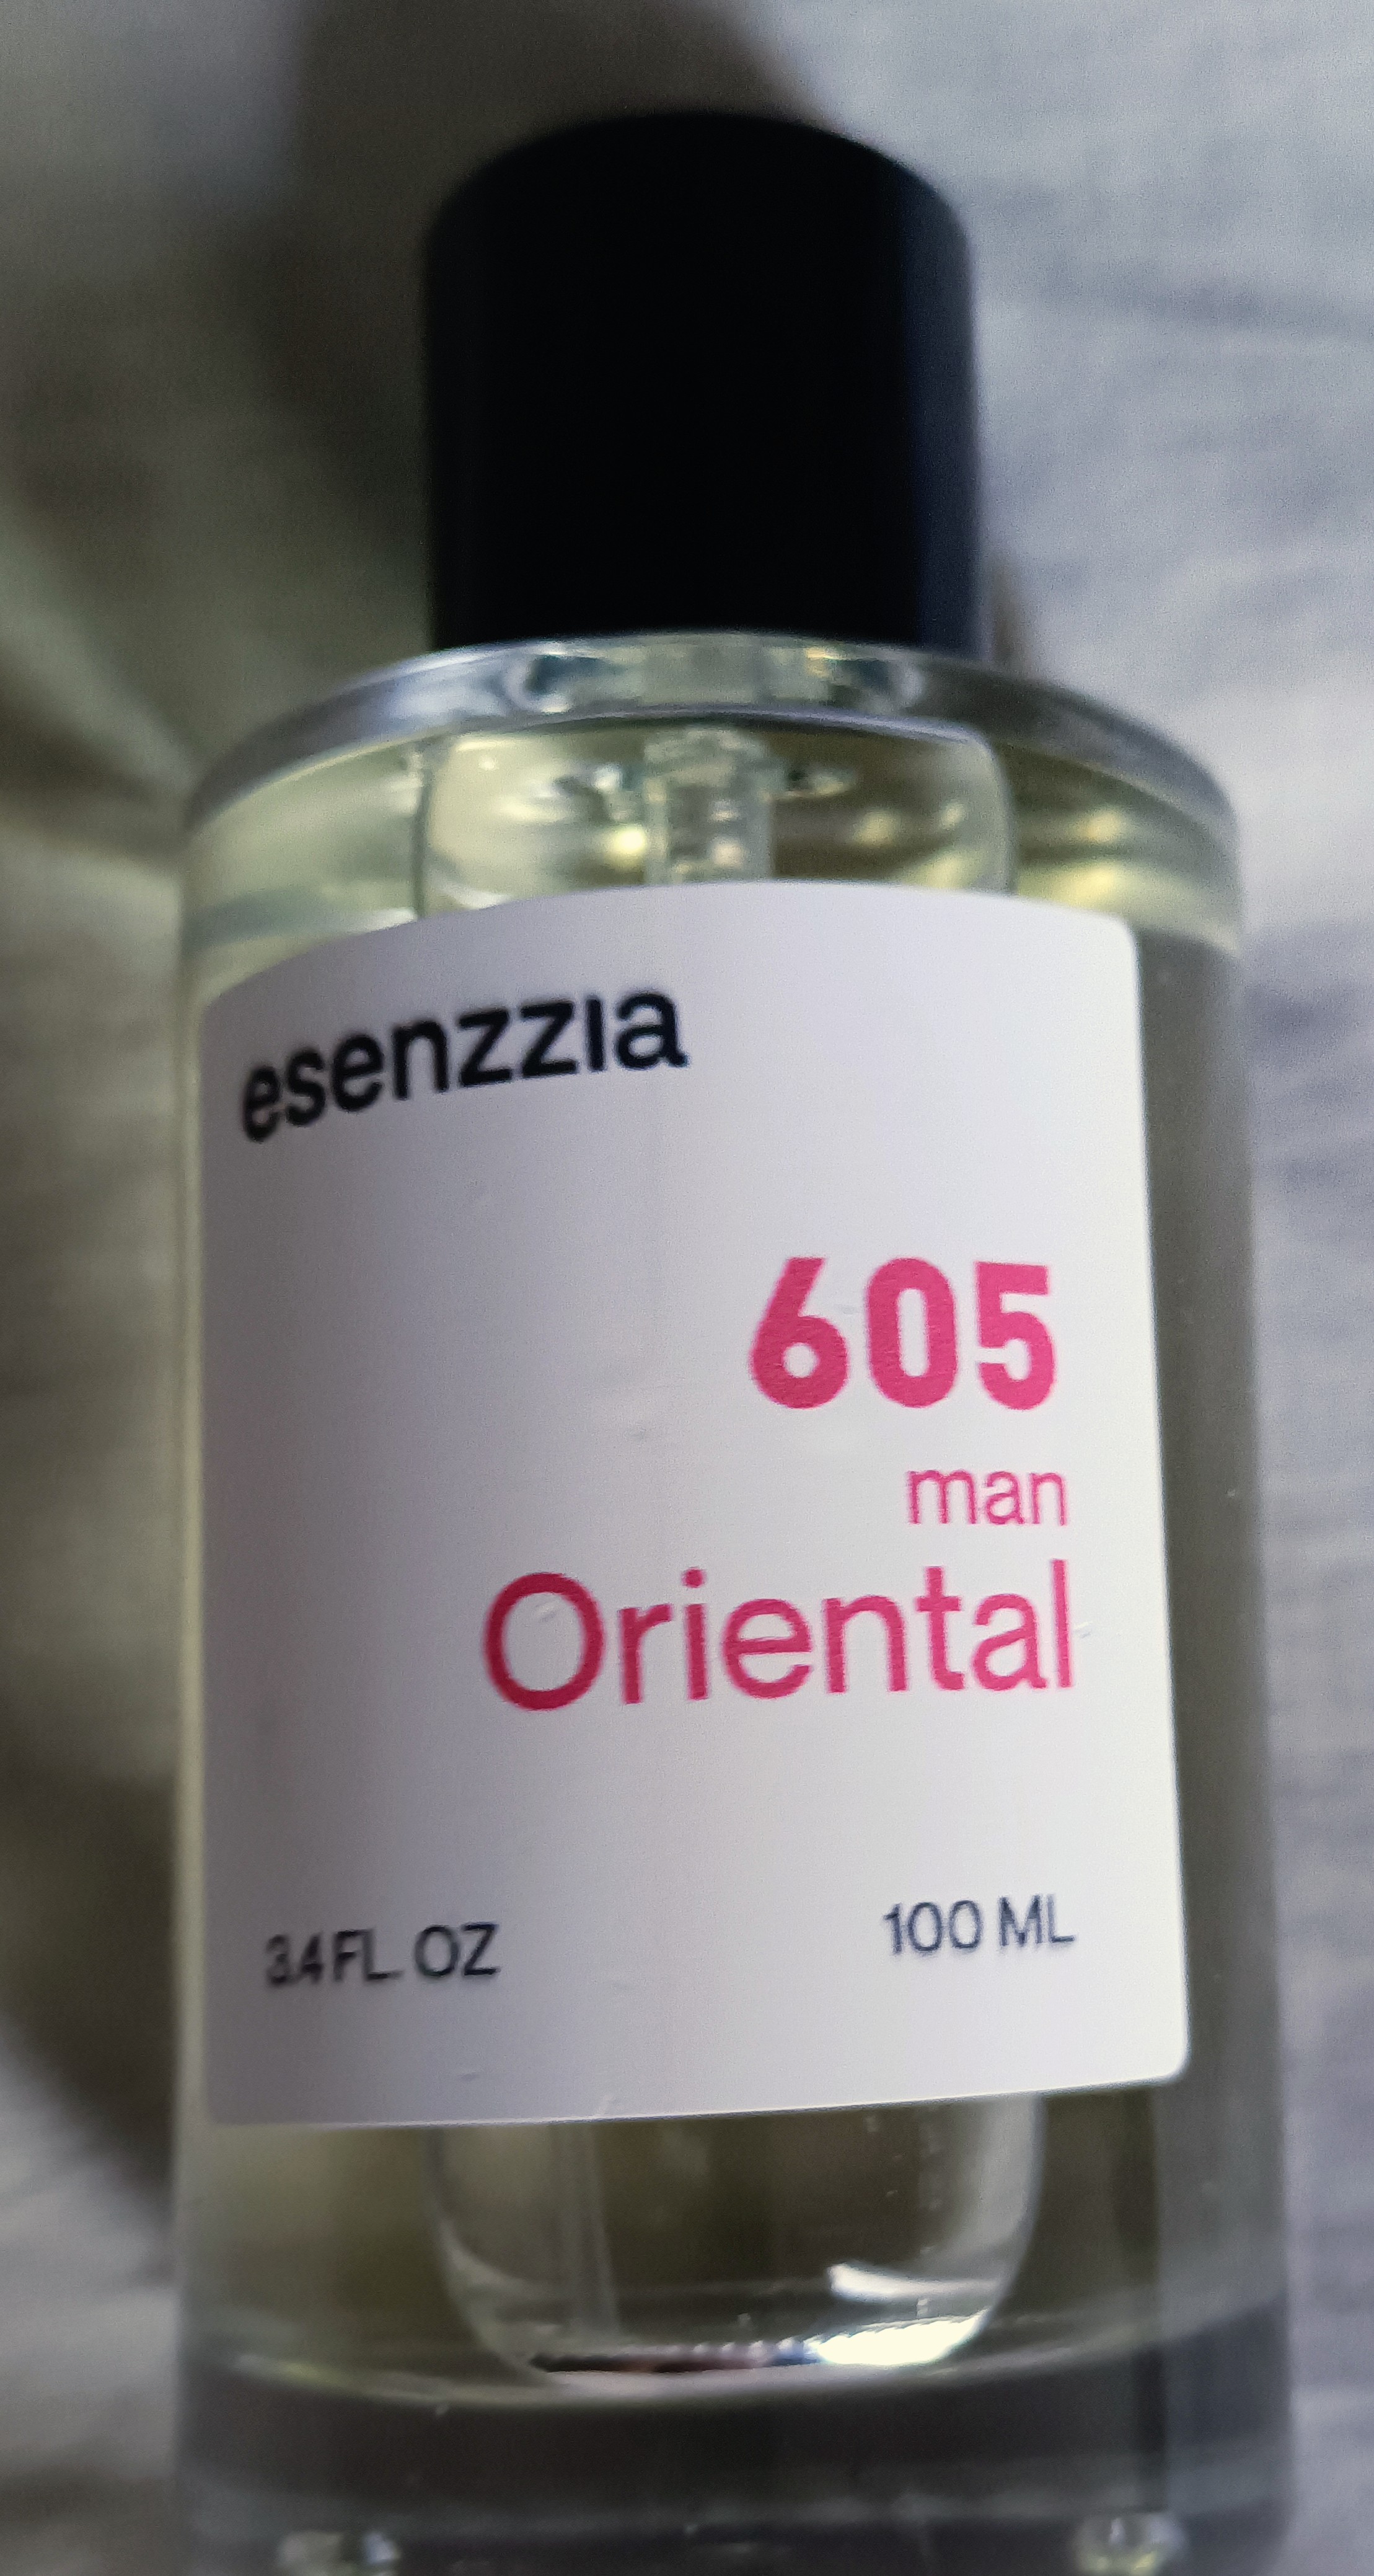 esenzzia
605
man
Oriental
3.4 FL. OZ
100 ML